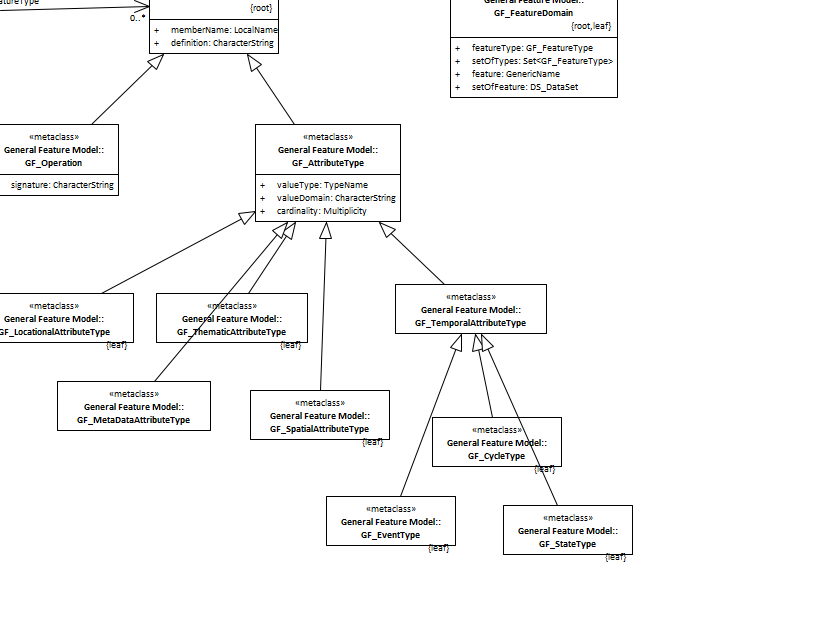 atureType
0..*
{root}
+ memberName: LocalName
+ definition: CharacterString
General Feature Model::
GF_FeatureDomain
{root,leaf}
+ featureType: GF_FeatureType
+ setOfTypes: Set<GF_FeatureType>
+ feature: GenericName
+ setOfFeature: DS_DataSet
«metaclass»
General Feature Model::
GF_Operation
signature: CharacterString
«metaclass»
General Feature Model::
GF_AttributeType
+ valueType: TypeName
+ valueDomain: CharacterString
+ cardinality: Multiplicity
«metaclass»
General Feature Model::
GF_LocationalAttributeType
{leaf}
«metaclass»
General Feature Model::
GF_ThematicAttributeType
{leaf}
«metaclass»
General Feature Model::
GF_TemporalAttributeType
«metaclass»
General Feature Model::
GF_MetaDataAttributeType
«metaclass»
General Feature Model::
GF_SpatialAttributeType
{leaf}
«metaclass»
General Feature Model::
GF_CycleType
{leaf}
«metaclass»
General Feature Model::
GF_EventType
{leaf}
«metaclass»
General Feature Model::
GF_StateType
{leaf}